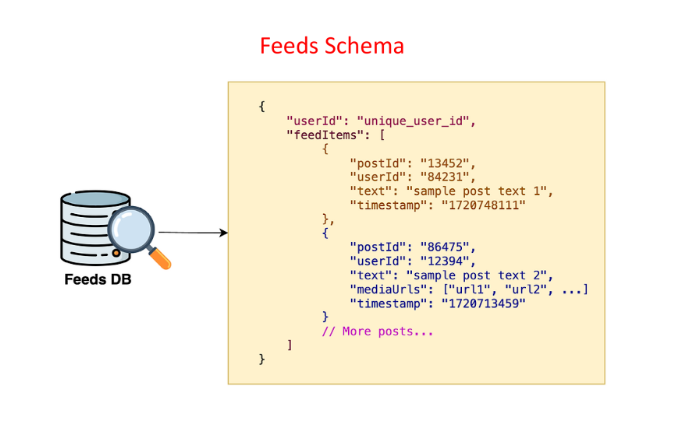 Feeds Schema
{
"userId": "unique_user_id",
"feedItems": [
{
"postId": "13452",
"userId": "84231",
"text": "sample post text 1",
"timestamp": "1720748111"
},
{
"postId": "86475",
"userId": "12394",
"text": "sample post text 2",
"mediaUrls": ["url1", "url2", ...]
"timestamp": "1720713459"
}
// More posts...
]
}
Feeds DB